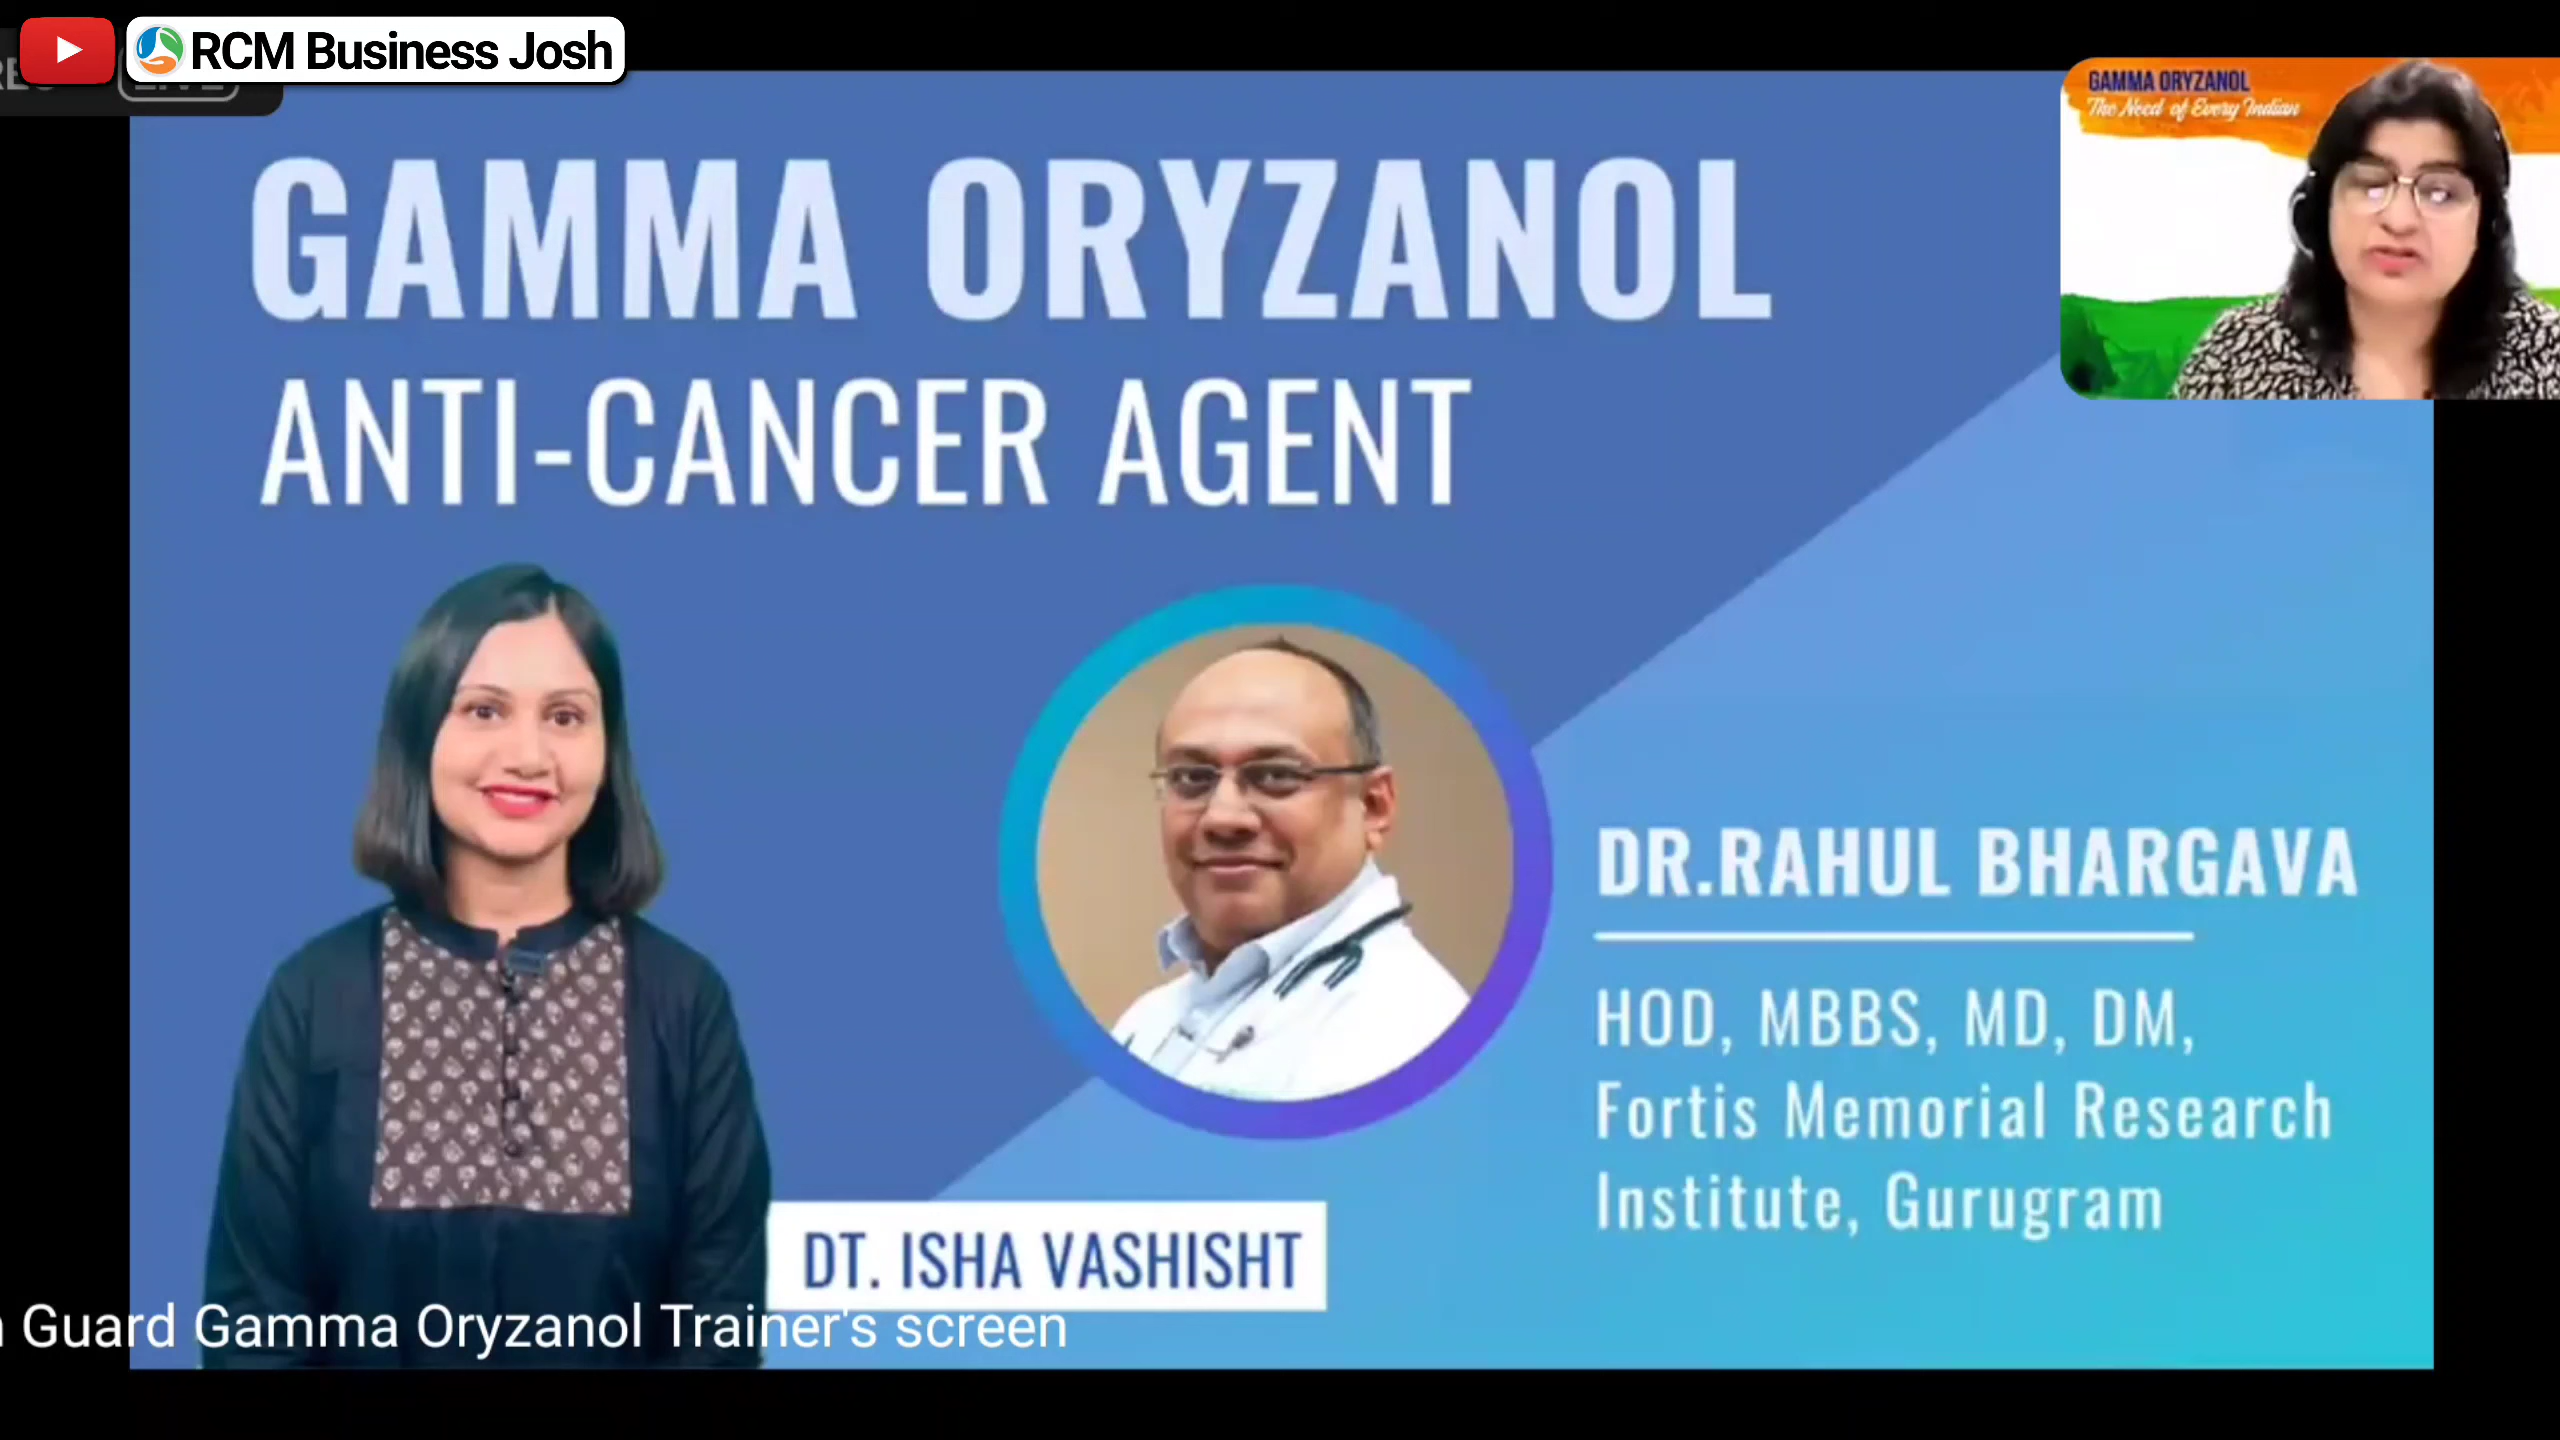 RCM Business Josh
LIVE
GAMMA ORYZANOL
The Need of Every Indian
GAMMA ORYZANOL
ANTI-CANCER AGENT
DR.RAHUL BHARGAVA
HOD, MBBS, MD, DM,
Fortis Memorial Research
Institute, Gurugram
DT. ISHA VASHISHT
Guard Gamma Oryzanol Trainer's screen